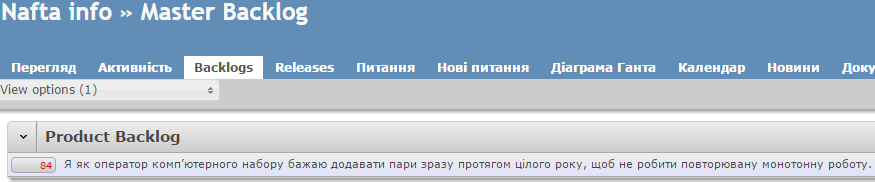 Nafta info » Master Backlog
Перегляд Активність Backlogs Releases Питання Нові питання Діаграма Ганта Календар Новини Доку
View options (1)
Product Backlog
84 Я як оператор комп’ютерного набору бажаю додавати пари зразу протягом цілого року, щоб не робити повторювану монотонну роботу.